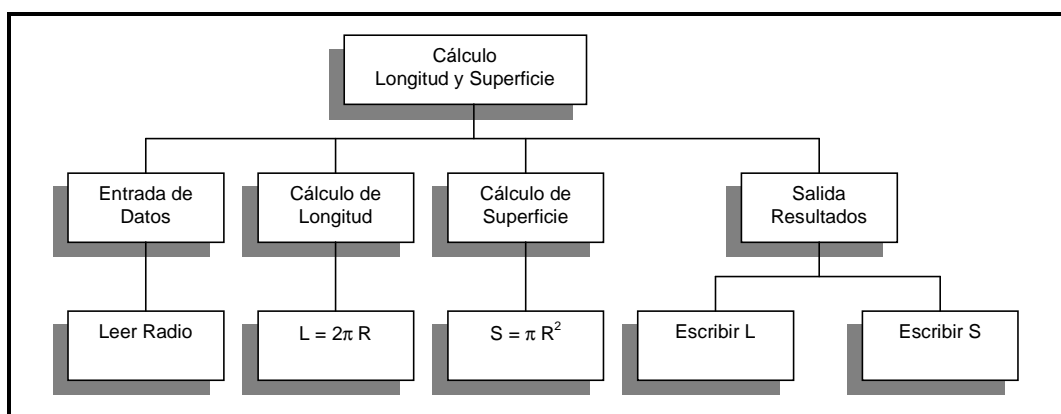 Cálculo
Longitud y Superficie
Entrada de
Datos
Cálculo de
Longitud
Cálculo de
Superficie
Salida
Resultados
Leer Radio
L = 2π R
S = π R²
Escribir L
Escribir S